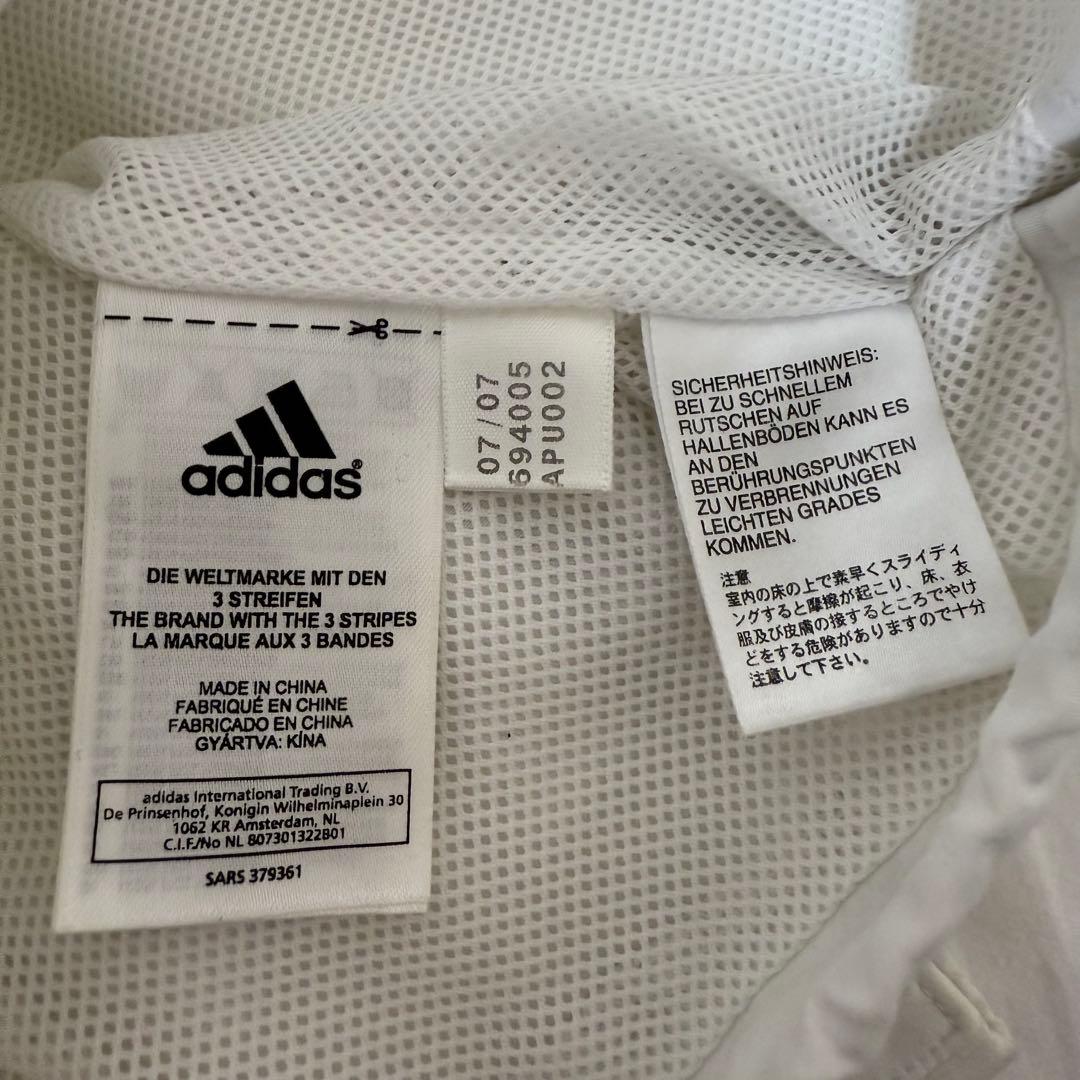 adidas®
DIE WELTMARKE MIT DEN
3 STREIFEN
THE BRAND WITH THE 3 STRIPES
LA MARQUE AUX 3 BANDES
MADE IN CHINA
FABRIQUÉ EN CHINE
FABRICADO EN CHINA
GYÁRTVA: KÍNA
adidas International Trading B.V.
De Prinsenhof, Konigin Wilhelminaplein 30
1062 KR Amsterdam, NL
C.I.F./No NL 807301322B01
SARS 379361
07/07
694005
APU002
SICHERHEITSHINWEIS:
BEI ZU SCHNELLEM
RUTSCHEN AUF
HALLENBÖDEN KANN ES
AN DEN
BERÜHRUNGSPUNKTEN
ZU VERBRENNUNGEN
LEICHTEN GRADES
KOMMEN.
注意
室内の床の上で素早くスライディ
ングすると摩擦が起こり、床、衣
服及び皮膚の接するところでやけ
どをする危険がありますので十分
注意して下さい。